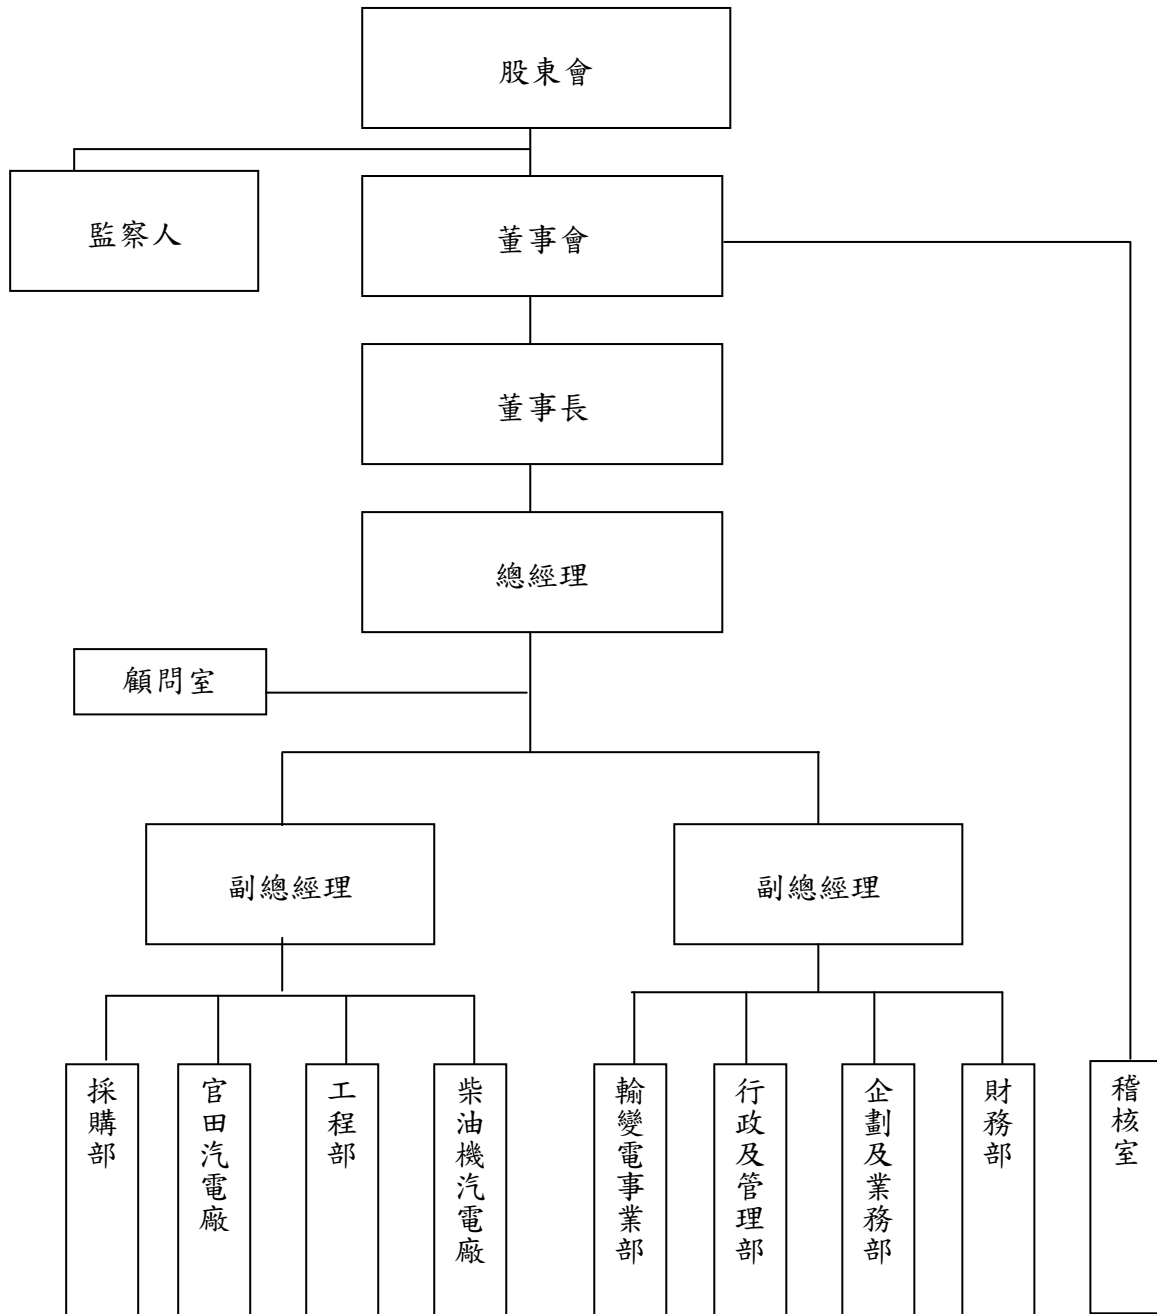 股東會
監察人
董事會
董事長
總經理
顧問室
副總經理
副總經理
採購部
官田汽電廠
工程部
柴油機汽電廠
輸變電事業部
行政及管理部
企劃及業務部
財務部
稽核室